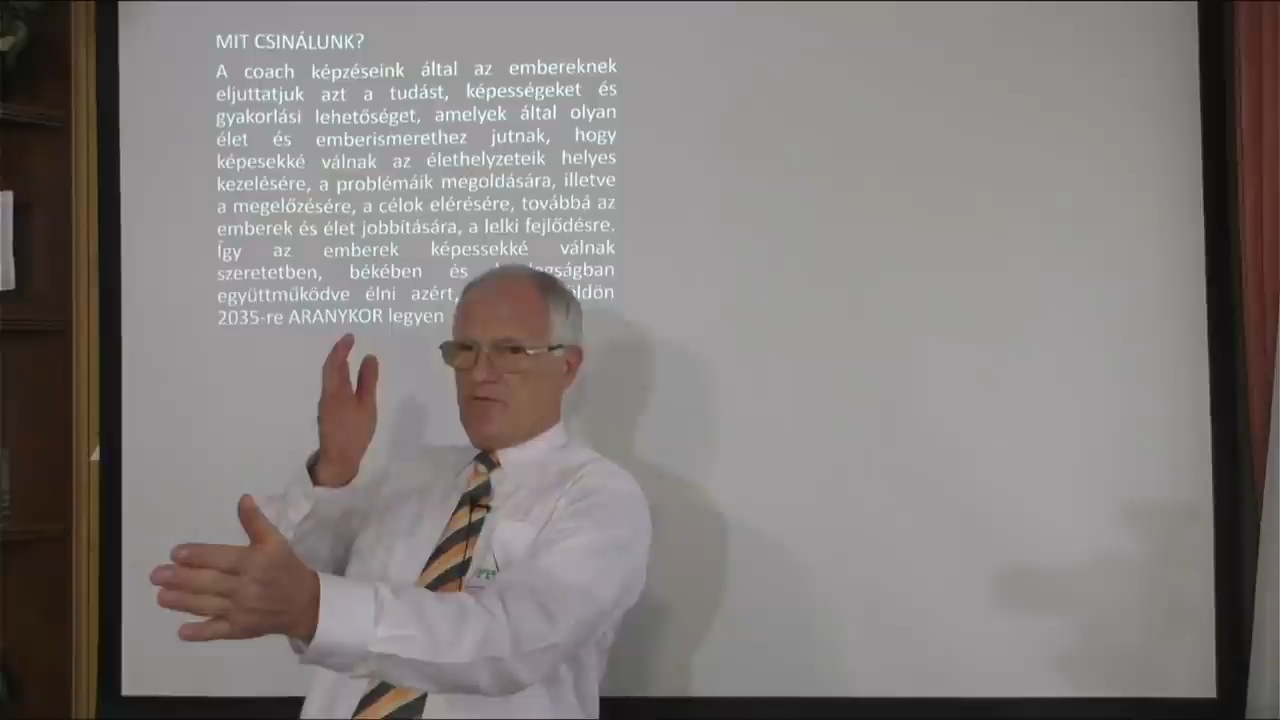 MIT CSINÁLUNK?
A coach képzéseink által az embereknek
eljuttatjuk azt a tudást, képességeket és
gyakorlási lehetőséget, amelyek által olyan
élet és emberismerethez jutnak, hogy
képesekké válnak az élethelyzeteik helyes
kezelésére, a problémáik megoldására, illetve
a megelőzésére, a célok elérésére, továbbá az
emberek és élet jobbítására, a lelki fejlődésre.
Így az emberek képessekké válnak
szeretetben, békében és
együttműködve élni azért,
2035-re ARANYKOR legyen